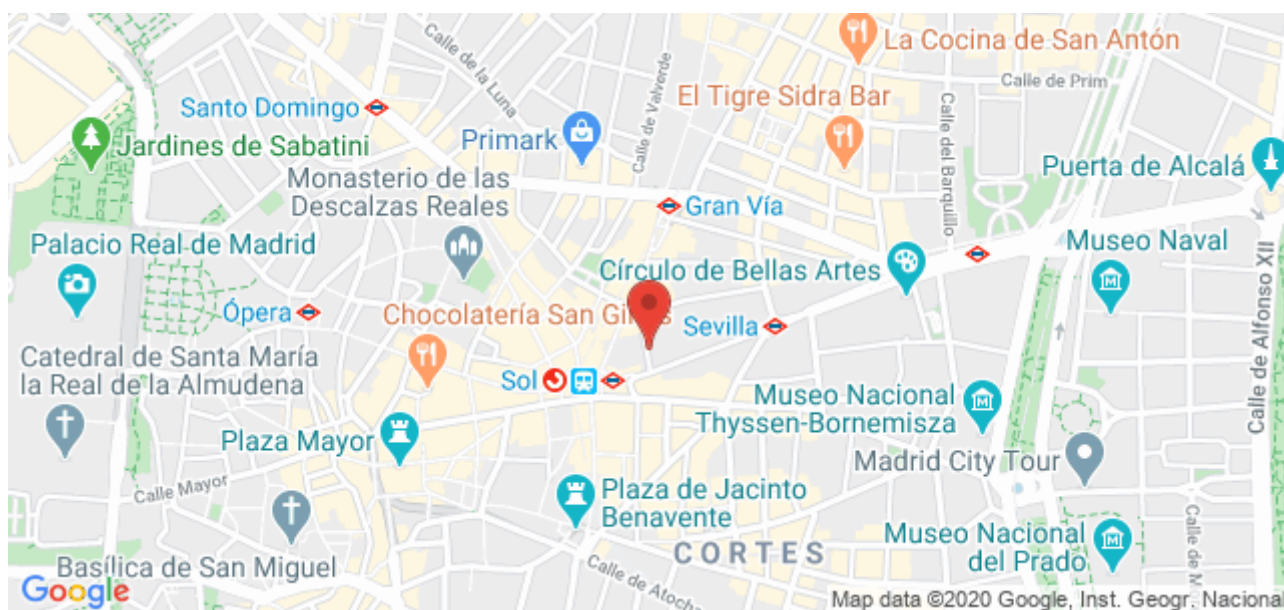 La Cocina de San Antón
Calle de la Luna
Calle de Valverde
Calle de Prim
El Tigre Sidra Bar
Santo Domingo
Primark
Jardines de Sabatini
Calle del Barquillo
Puerta de Alcalá
Monasterio de las
Descalzas Reales
Gran Vía
Palacio Real de Madrid
Museo Naval
Círculo de Bellas Artes
Ópera
Chocolatería San
Sevilla
Calle de Alfonso XII
Catedral de Santa María
la Real de la Almudena
Sol
Museo Nacional
Thyssen-Bornemisza
Plaza Mayor
Madrid City Tour
Calle Mayor
Plaza de Jacinto
Benavente
Museo Nacional
del Prado
CORTES
Basílica de San Miguel
Calle de Atocha
Calle de M
Google
Map data ©2020 Google, Inst. Geogr. Naciona